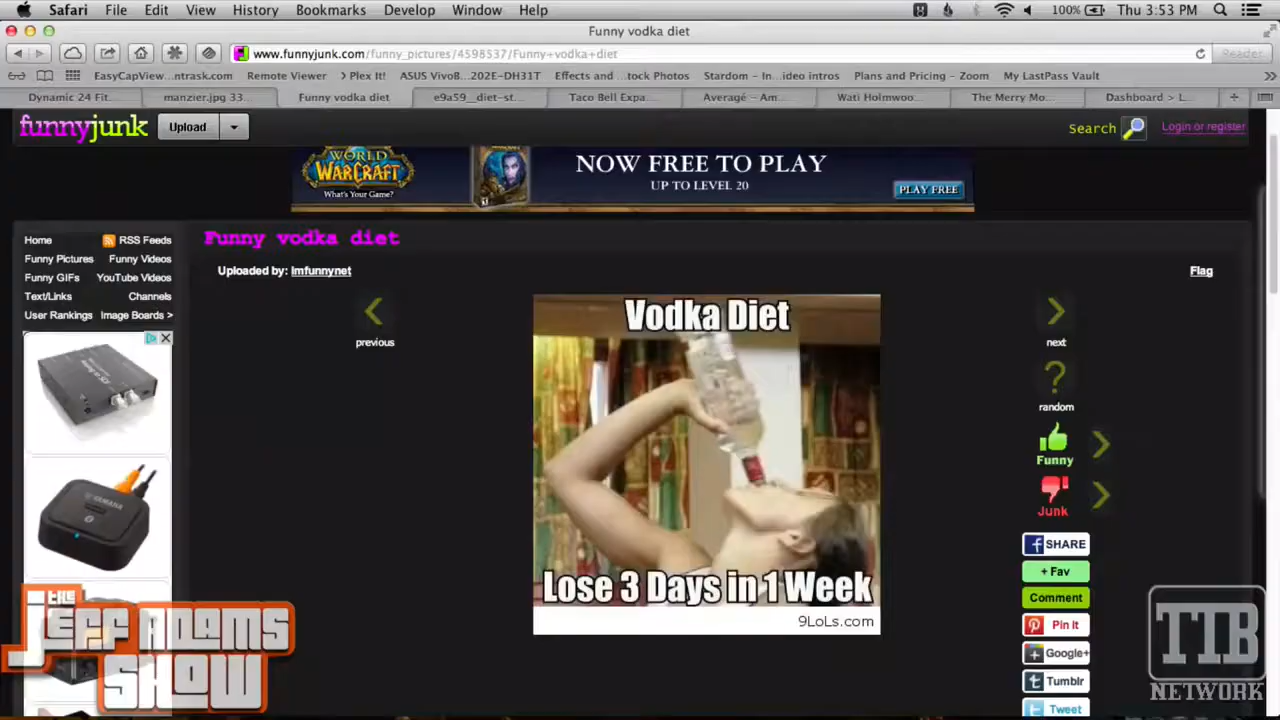 Safari File Edit View History Bookmarks Develop Window Help 100% Thu 3:53 PM
Funny vodka diet
www.funnyjunk.com/funny_pictures/4598537/Funny+vodka+diet Reader
EasyCapView...ntrask.com Remote Viewer > Plex It! ASUS VivoB...202E-DH31T Effects and ...tock Photos Stardom - In...ideo intros Plans and Pricing - Zoom My LastPass Vault
Dynamic 24 Fit... manzier.jpg 33... Funny vodka diet e9a59__diet-st... Taco Bell Expa... Averagé - Am... Wati Holmwoo... The Merry Mo... Dashboard > L...
funnyjunk Upload Search Login or register
WORLD WARCRAFT
What's Your Game?
NOW FREE TO PLAY
UP TO LEVEL 20
PLAY FREE
Home RSS Feeds
Funny Pictures Funny Videos
Funny GIFs YouTube Videos
Text/Links Channels
User Rankings Image Boards >
Funny vodka diet
Uploaded by: lmfunnynet Flag
previous
next
random
Funny
Junk
SHARE
+ Fav
Comment
Pin It
Google+
Tumblr
Tweet
Vodka Diet
Lose 3 Days in 1 Week
9LoLs.com
YAMAHA
THE JEFF ADAMS SHOW
TTB NETWORK